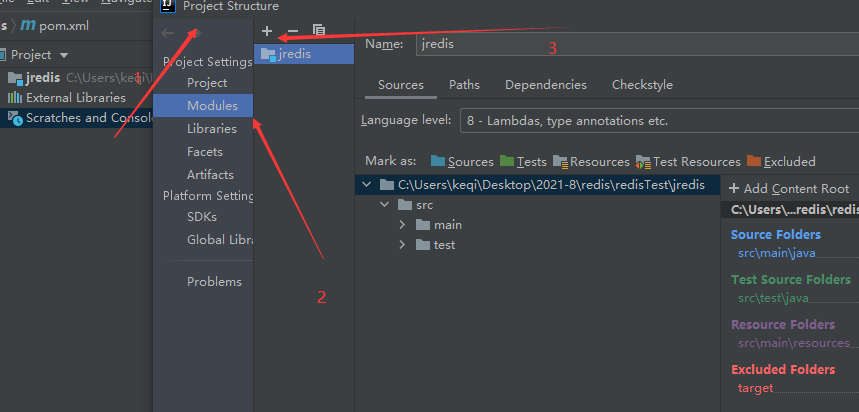 Project Structure
s › m pom.xml
Project
jredis C:\Users\keqi\
External Libraries
Scratches and Consol
1
Project Settings
Project
Modules
Libraries
Facets
Artifacts
Platform Setting
SDKs
Global Libra
Problems
2
jredis
Name: jredis
3
Sources Paths Dependencies Checkstyle
Language level: 8 - Lambdas, type annotations etc.
Mark as: Sources Tests Resources Test Resources Excluded
C:\Users\keqi\Desktop\2021-8\redis\redisTest\jredis
src
main
test
+ Add Content Root
C:\Users\...redis\redis
Source Folders
src\main\java
Test Source Folders
src\test\java
Resource Folders
src\main\resources
Excluded Folders
target